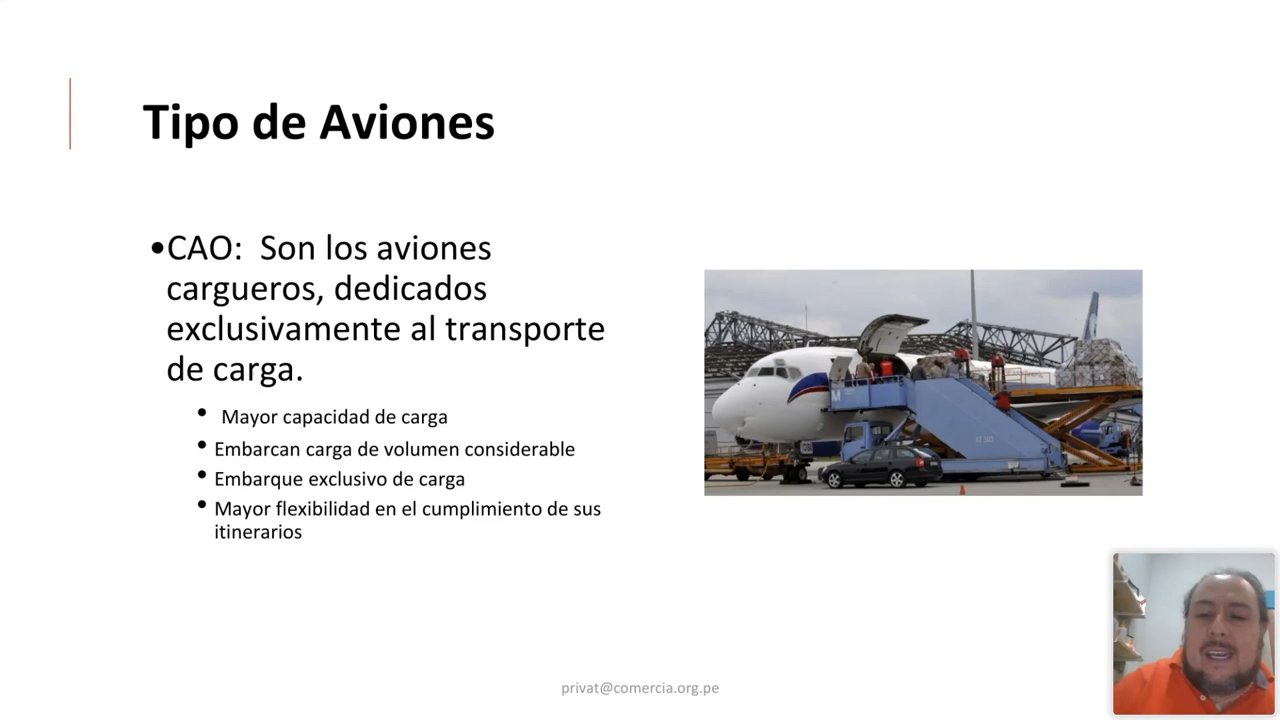 Tipo de Aviones
•CAO: Son los aviones
cargueros, dedicados
exclusivamente al transporte
de carga.
• Mayor capacidad de carga
• Embarcan carga de volumen considerable
• Embarque exclusivo de carga
• Mayor flexibilidad en el cumplimiento de sus
itinerarios
M
privat@comercia.org.pe